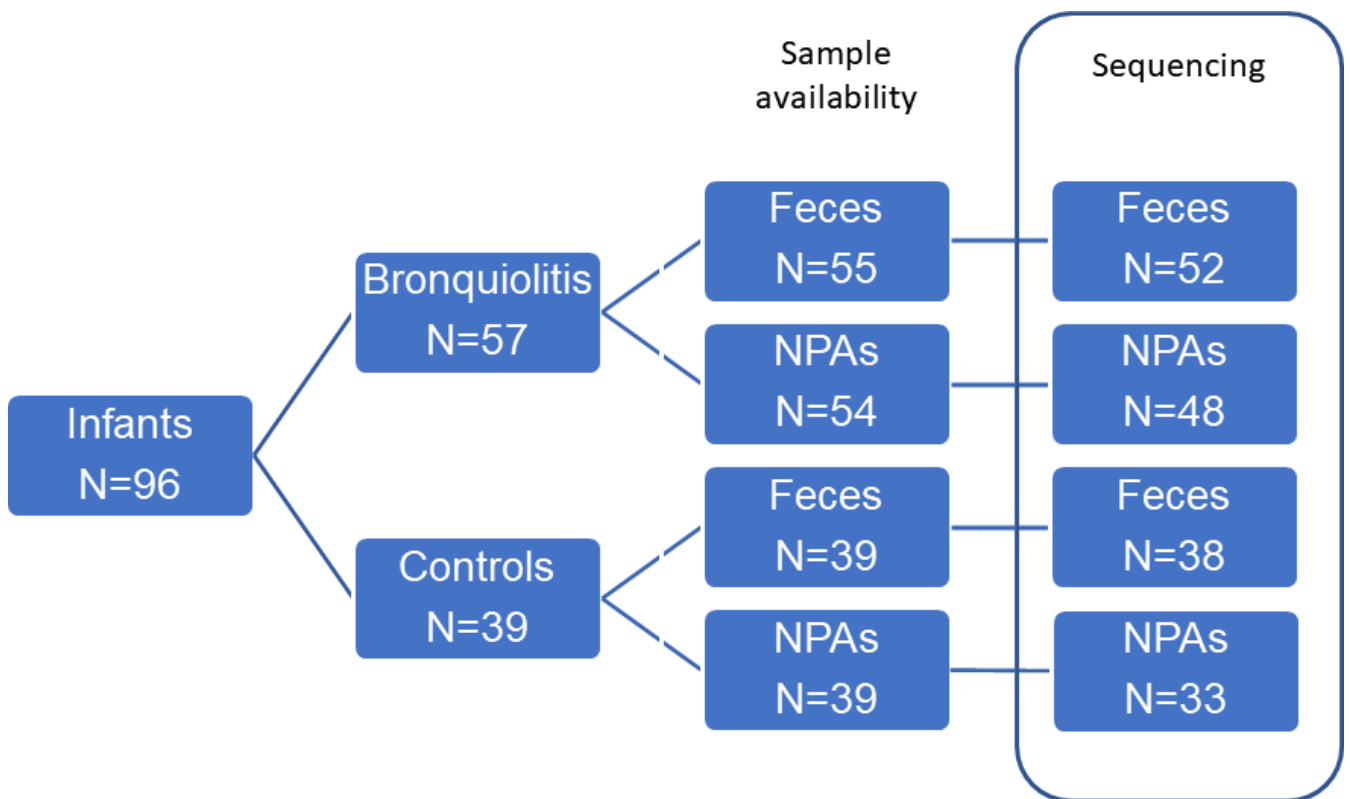 Sample
availability
Sequencing
Infants
N=96
Bronquiolitis
N=57
Controls
N=39
Feces
N=55
NPAs
N=54
Feces
N=39
NPAs
N=39
Feces
N=52
NPAs
N=48
Feces
N=38
NPAs
N=33